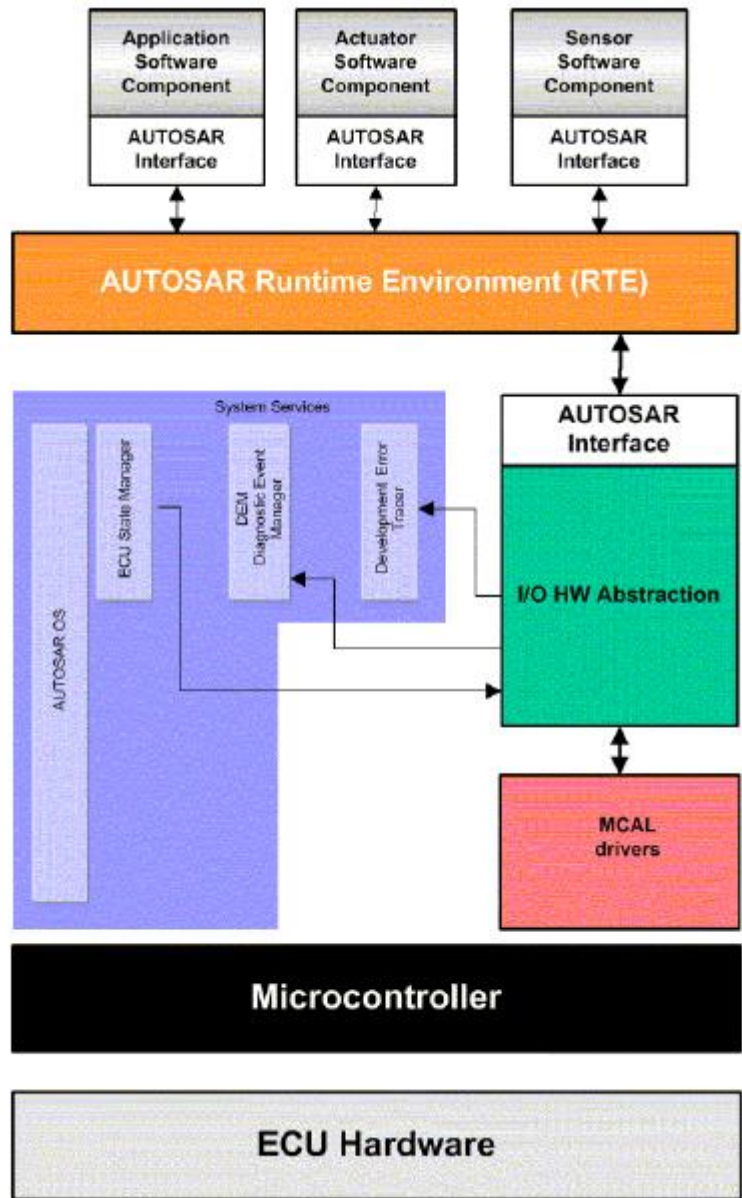 Application
Software
Component
AUTOSAR
Interface
Actuator
Software
Component
AUTOSAR
Interface
Sensor
Software
Component
AUTOSAR
Interface
AUTOSAR Runtime Environment (RTE)
System Services
AUTOSAR OS
ECU State Manager
DEM
Diagnostic Event
Manager
Development Error
Tracer
AUTOSAR
Interface
I/O HW Abstraction
MCAL
drivers
Microcontroller
ECU Hardware